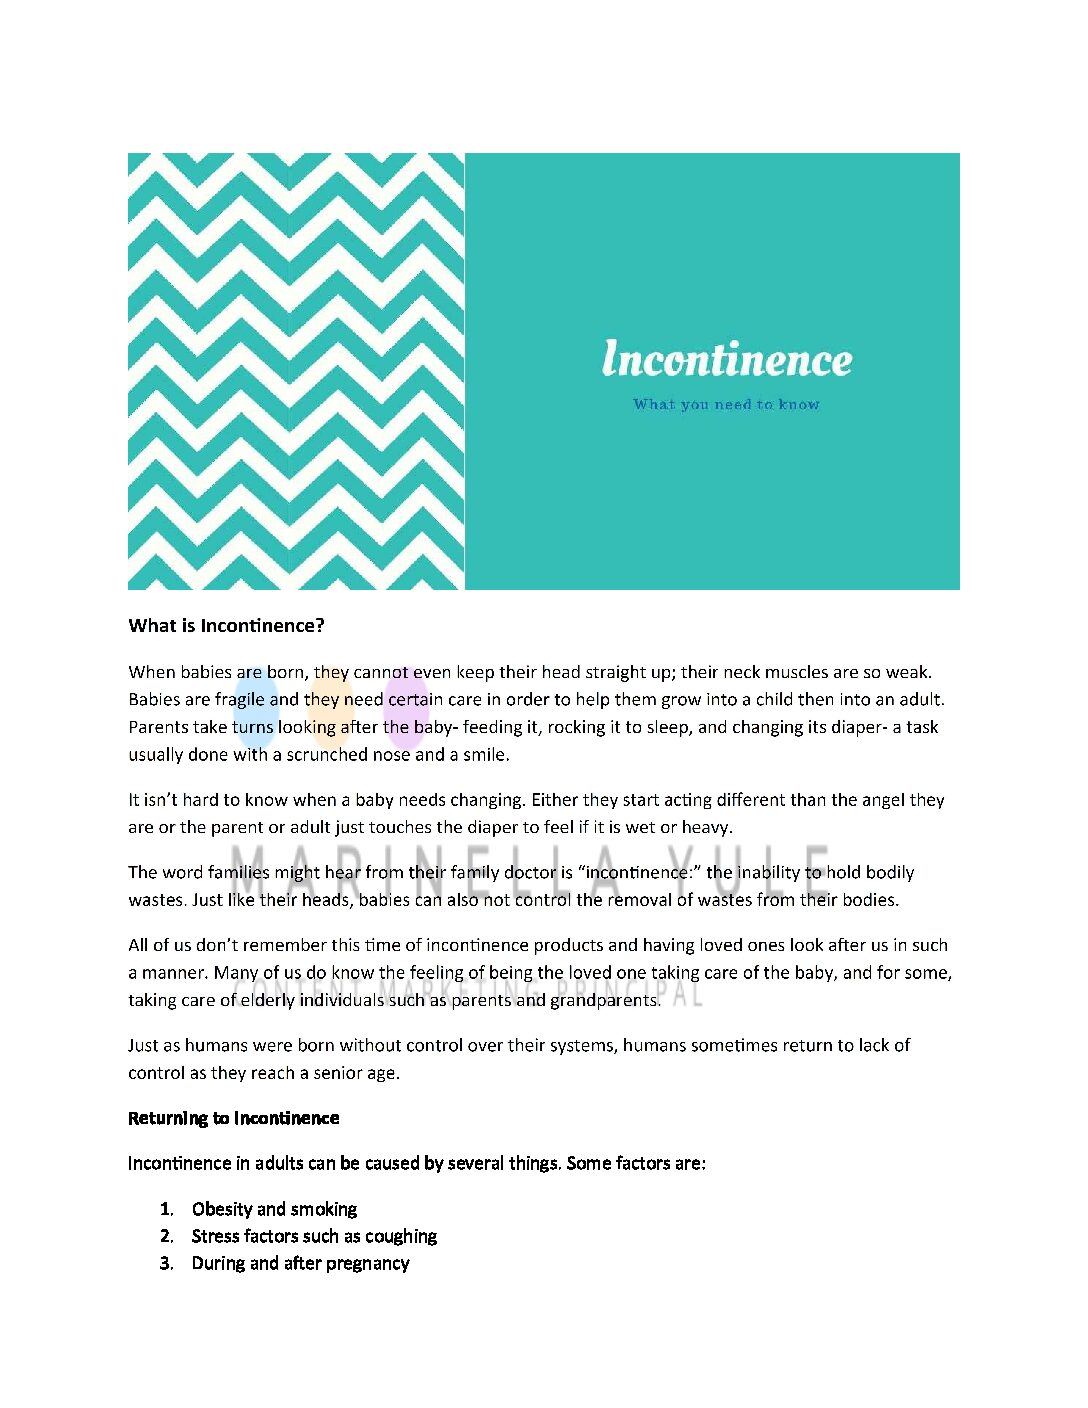 Incontinence
What you need to know
What is Incontinence?
When babies are born, they cannot even keep their head straight up; their neck muscles are so weak.
Babies are fragile and they need certain care in order to help them grow into a child then into an adult.
Parents take turns looking after the baby- feeding it, rocking it to sleep, and changing its diaper- a task
usually done with a scrunched nose and a smile.
It isn’t hard to know when a baby needs changing. Either they start acting different than the angel they
are or the parent or adult just touches the diaper to feel if it is wet or heavy.
MARINELLA YULE
The word families might hear from their family doctor is “incontinence:” the inability to hold bodily
wastes. Just like their heads, babies can also not control the removal of wastes from their bodies.
All of us don’t remember this time of incontinence products and having loved ones look after us in such
a manner. Many of us do know the feeling of being the loved one taking care of the baby, and for some,
CONTENT MARKETING PRINCIPAL
taking care of elderly individuals such as parents and grandparents.
Just as humans were born without control over their systems, humans sometimes return to lack of
control as they reach a senior age.
Returning to Incontinence
Incontinence in adults can be caused by several things. Some factors are:
1. Obesity and smoking
2. Stress factors such as coughing
3. During and after pregnancy